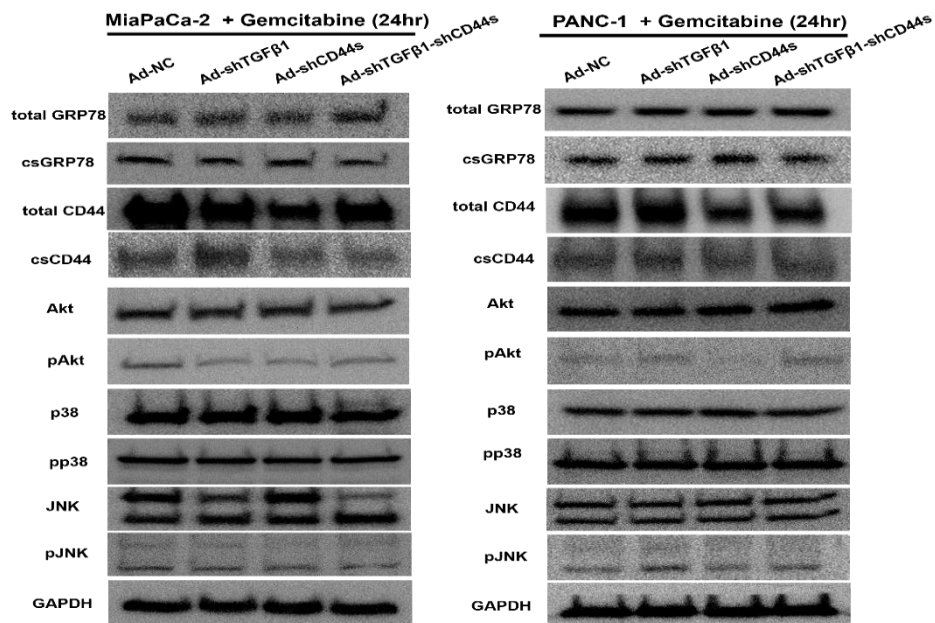 MiaPaCa-2 + Gemcitabine (24hr)
Ad-NC
Ad-shTGFβ1
Ad-shCD44s
Ad-shTGFβ1-shCD44s
total GRP78
csGRP78
total CD44
csCD44
Akt
pAkt
p38
pp38
JNK
pJNK
GAPDH
PANC-1 + Gemcitabine (24hr)
Ad-NC
Ad-shTGFβ1
Ad-shCD44s
Ad-shTGFβ1-shCD44s
total GRP78
csGRP78
total CD44
csCD44
Akt
pAkt
p38
pp38
JNK
pJNK
GAPDH